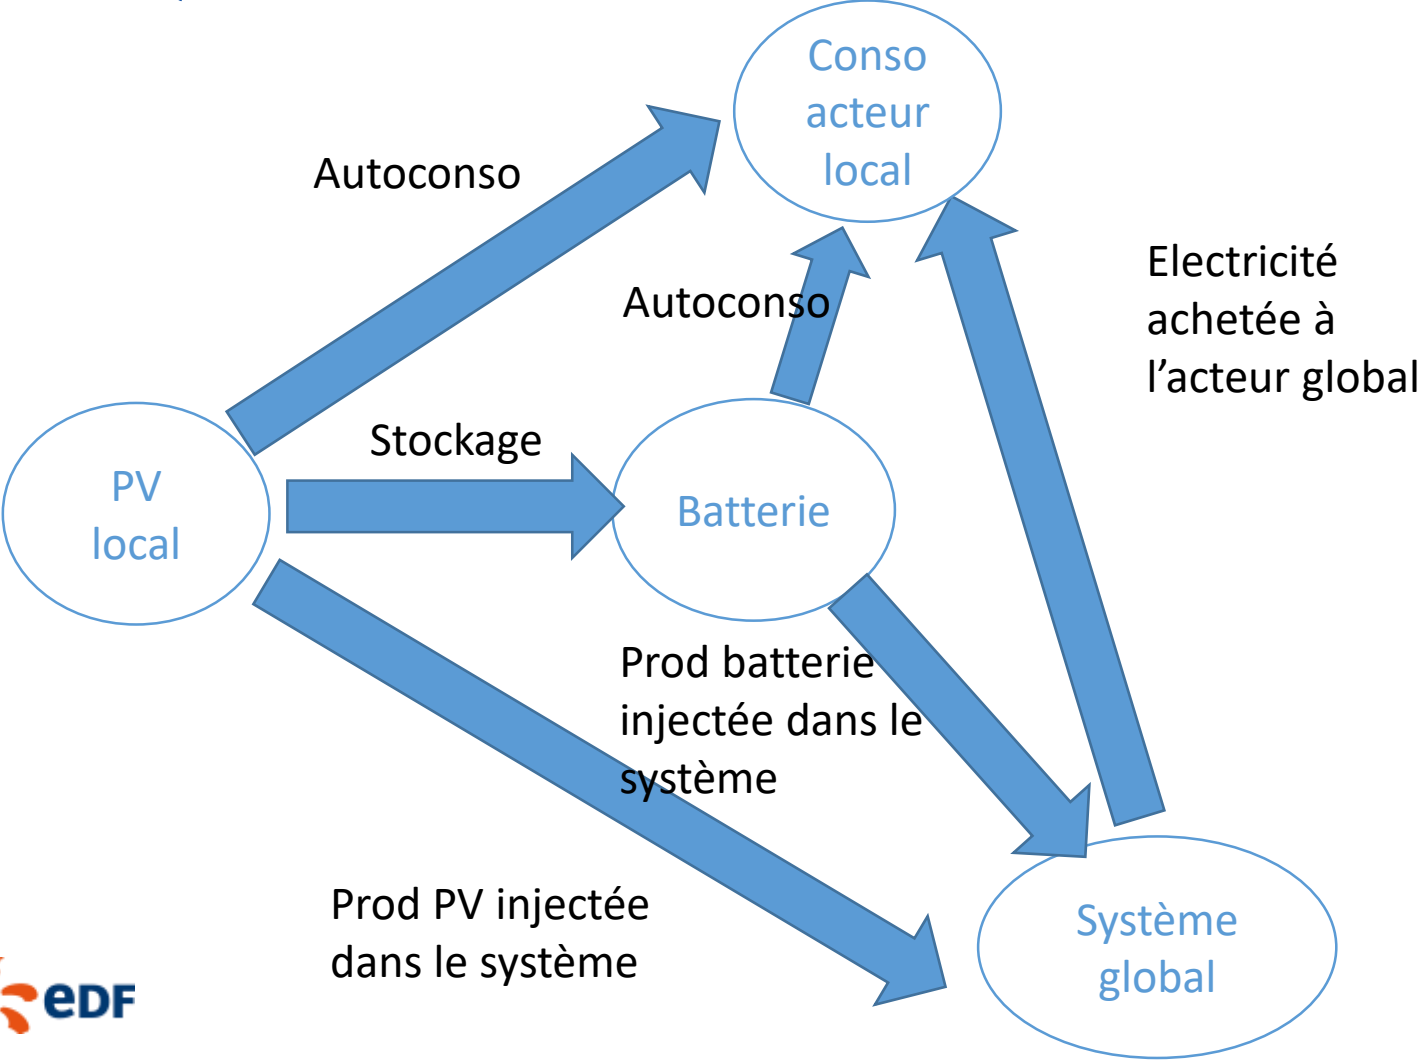 Conso
acteur
local
Autoconso
Electricité
achetée à
l’acteur global
Autoconso
Stockage
PV
local
Batterie
Prod batterie
injectée dans le
système
Prod PV injectée
dans le système
Système
global
eDF